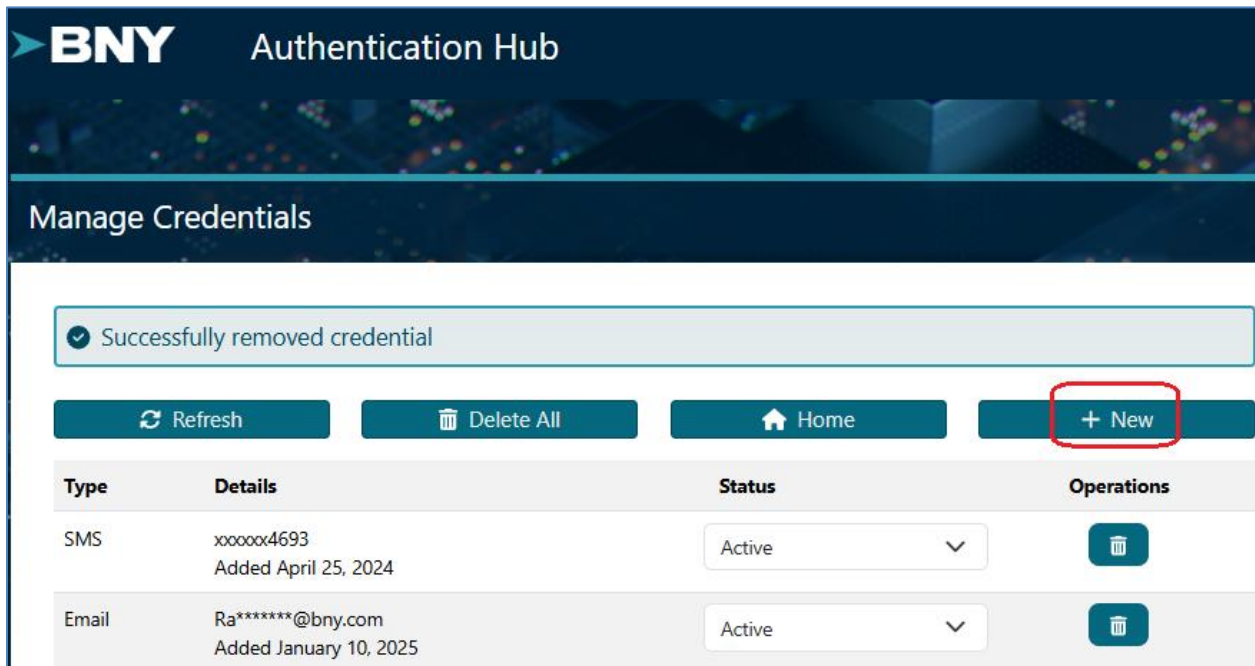 BNY Authentication Hub
Manage Credentials
Successfully removed credential
Refresh Delete All Home + New
Type Details Status Operations
SMS xxxxxx4693 Active
Added April 25, 2024
Email Ra*******@bny.com Active
Added January 10, 2025